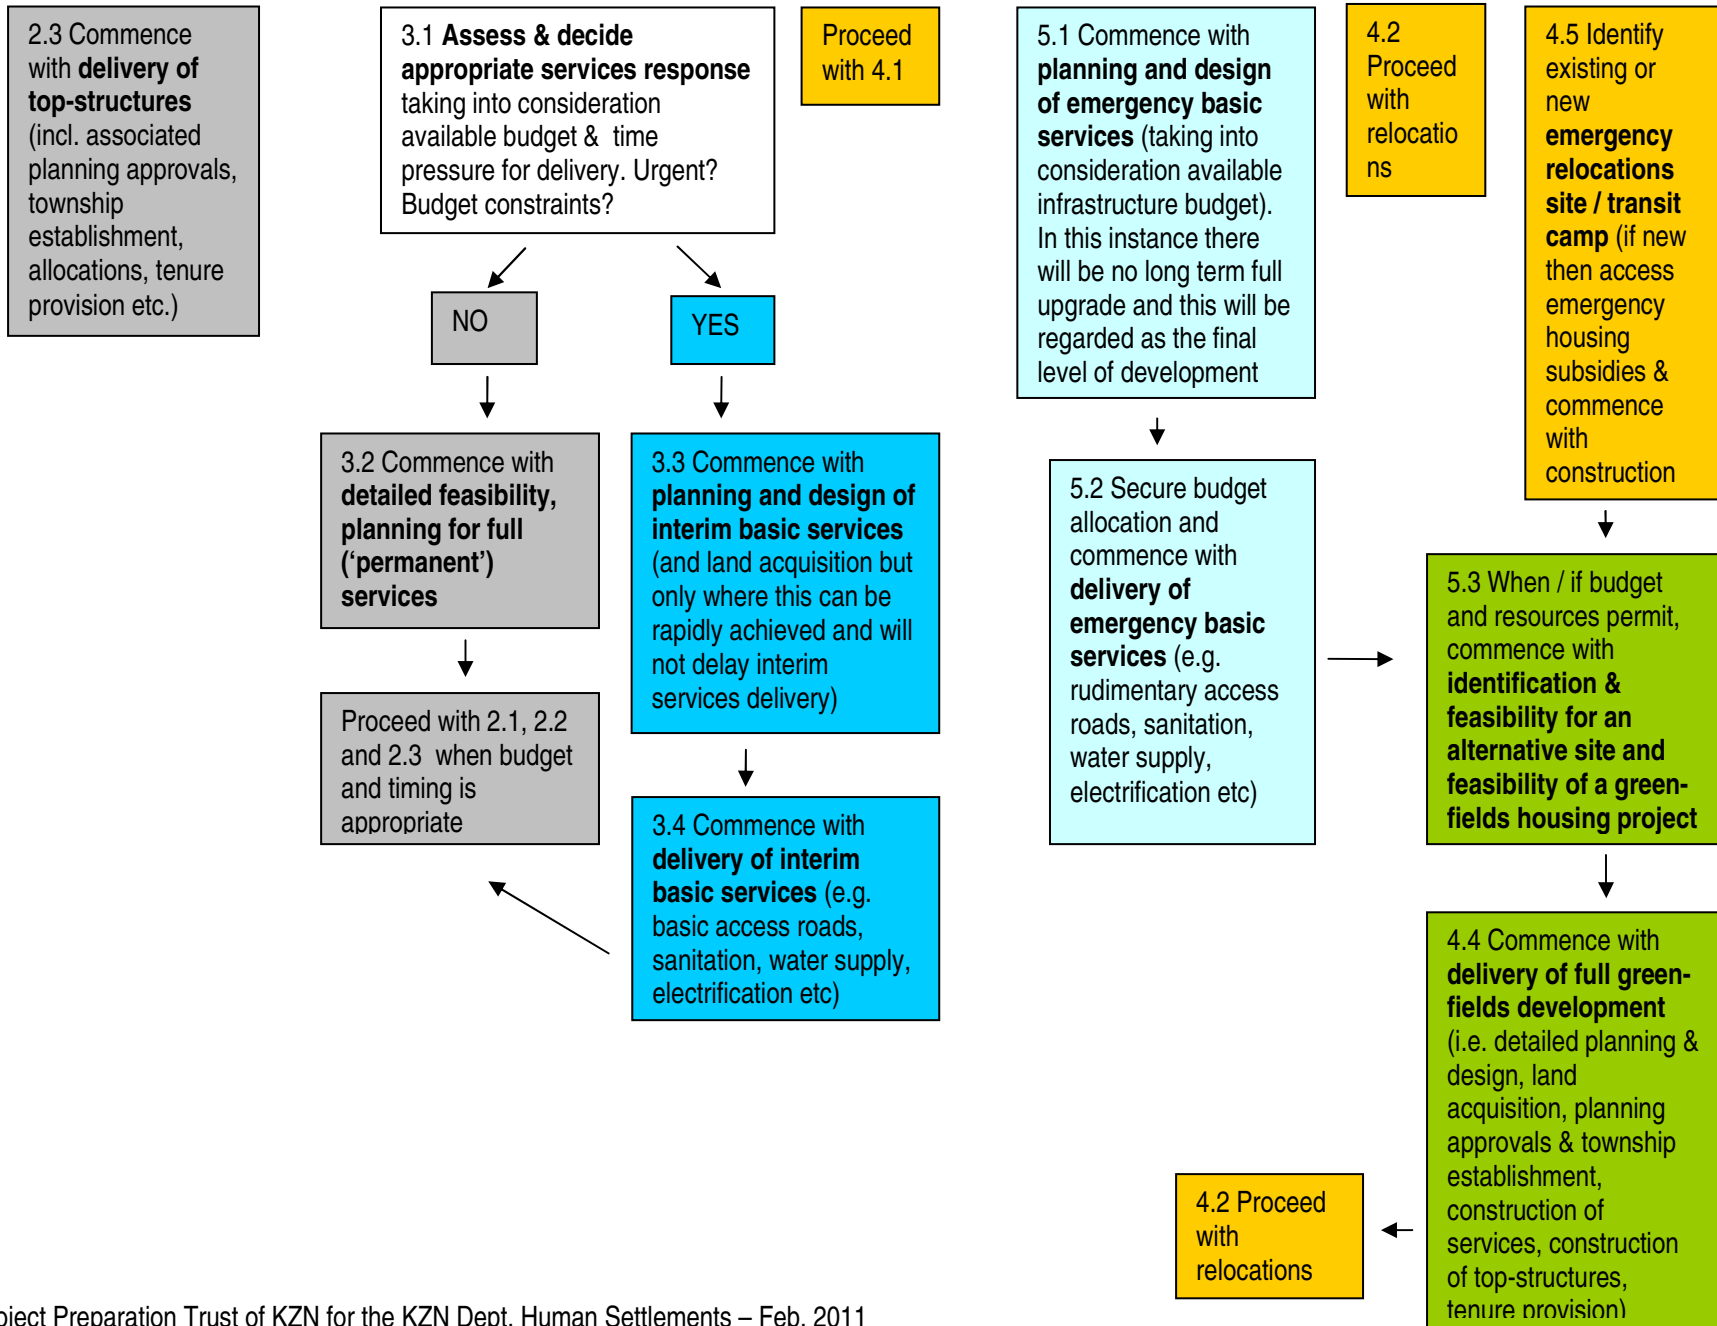 2.3 Commence
with delivery of
top-structures
(incl. associated
planning approvals,
township
establishment,
allocations, tenure
provision etc.)
3.1 Assess & decide
appropriate services response
taking into consideration
available budget & time
pressure for delivery. Urgent?
Budget constraints?
Proceed
with 4.1
NO
YES
3.2 Commence with
detailed feasibility,
planning for full
(‘permanent’)
services
Proceed with 2.1, 2.2
and 2.3 when budget
and timing is
appropriate
3.3 Commence with
planning and design of
interim basic services
(and land acquisition but
only where this can be
rapidly achieved and will
not delay interim
services delivery)
3.4 Commence with
delivery of interim
basic services (e.g.
basic access roads,
sanitation, water supply,
electrification etc)
5.1 Commence with
planning and design
of emergency basic
services (taking into
consideration available
infrastructure budget).
In this instance there
will be no long term full
upgrade and this will be
regarded as the final
level of development
5.2 Secure budget
allocation and
commence with
delivery of
emergency basic
services (e.g.
rudimentary access
roads, sanitation,
water supply,
electrification etc)
4.2
Proceed
with
relocatio
ns
4.5 Identify
existing or
new
emergency
relocations
site / transit
camp (if new
then access
emergency
housing
subsidies &
commence
with
construction
5.3 When / if budget
and resources permit,
commence with
identification &
feasibility for an
alternative site and
feasibility of a green-
fields housing project
4.4 Commence with
delivery of full green-
fields development
(i.e. detailed planning &
design, land
acquisition, planning
approvals & township
establishment,
construction of
services, construction
of top-structures,
tenure provision)
4.2 Proceed
with
relocations
oject Preparation Trust of KZN for the KZN Dept. Human Settlements – Feb. 2011